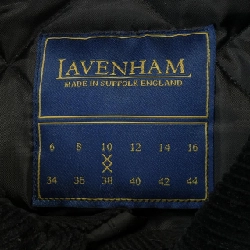 LAVENHAM
MADE IN SUFFOLK ENGLAND
6 8 10 12 14 16
34 36 38 40 42 44